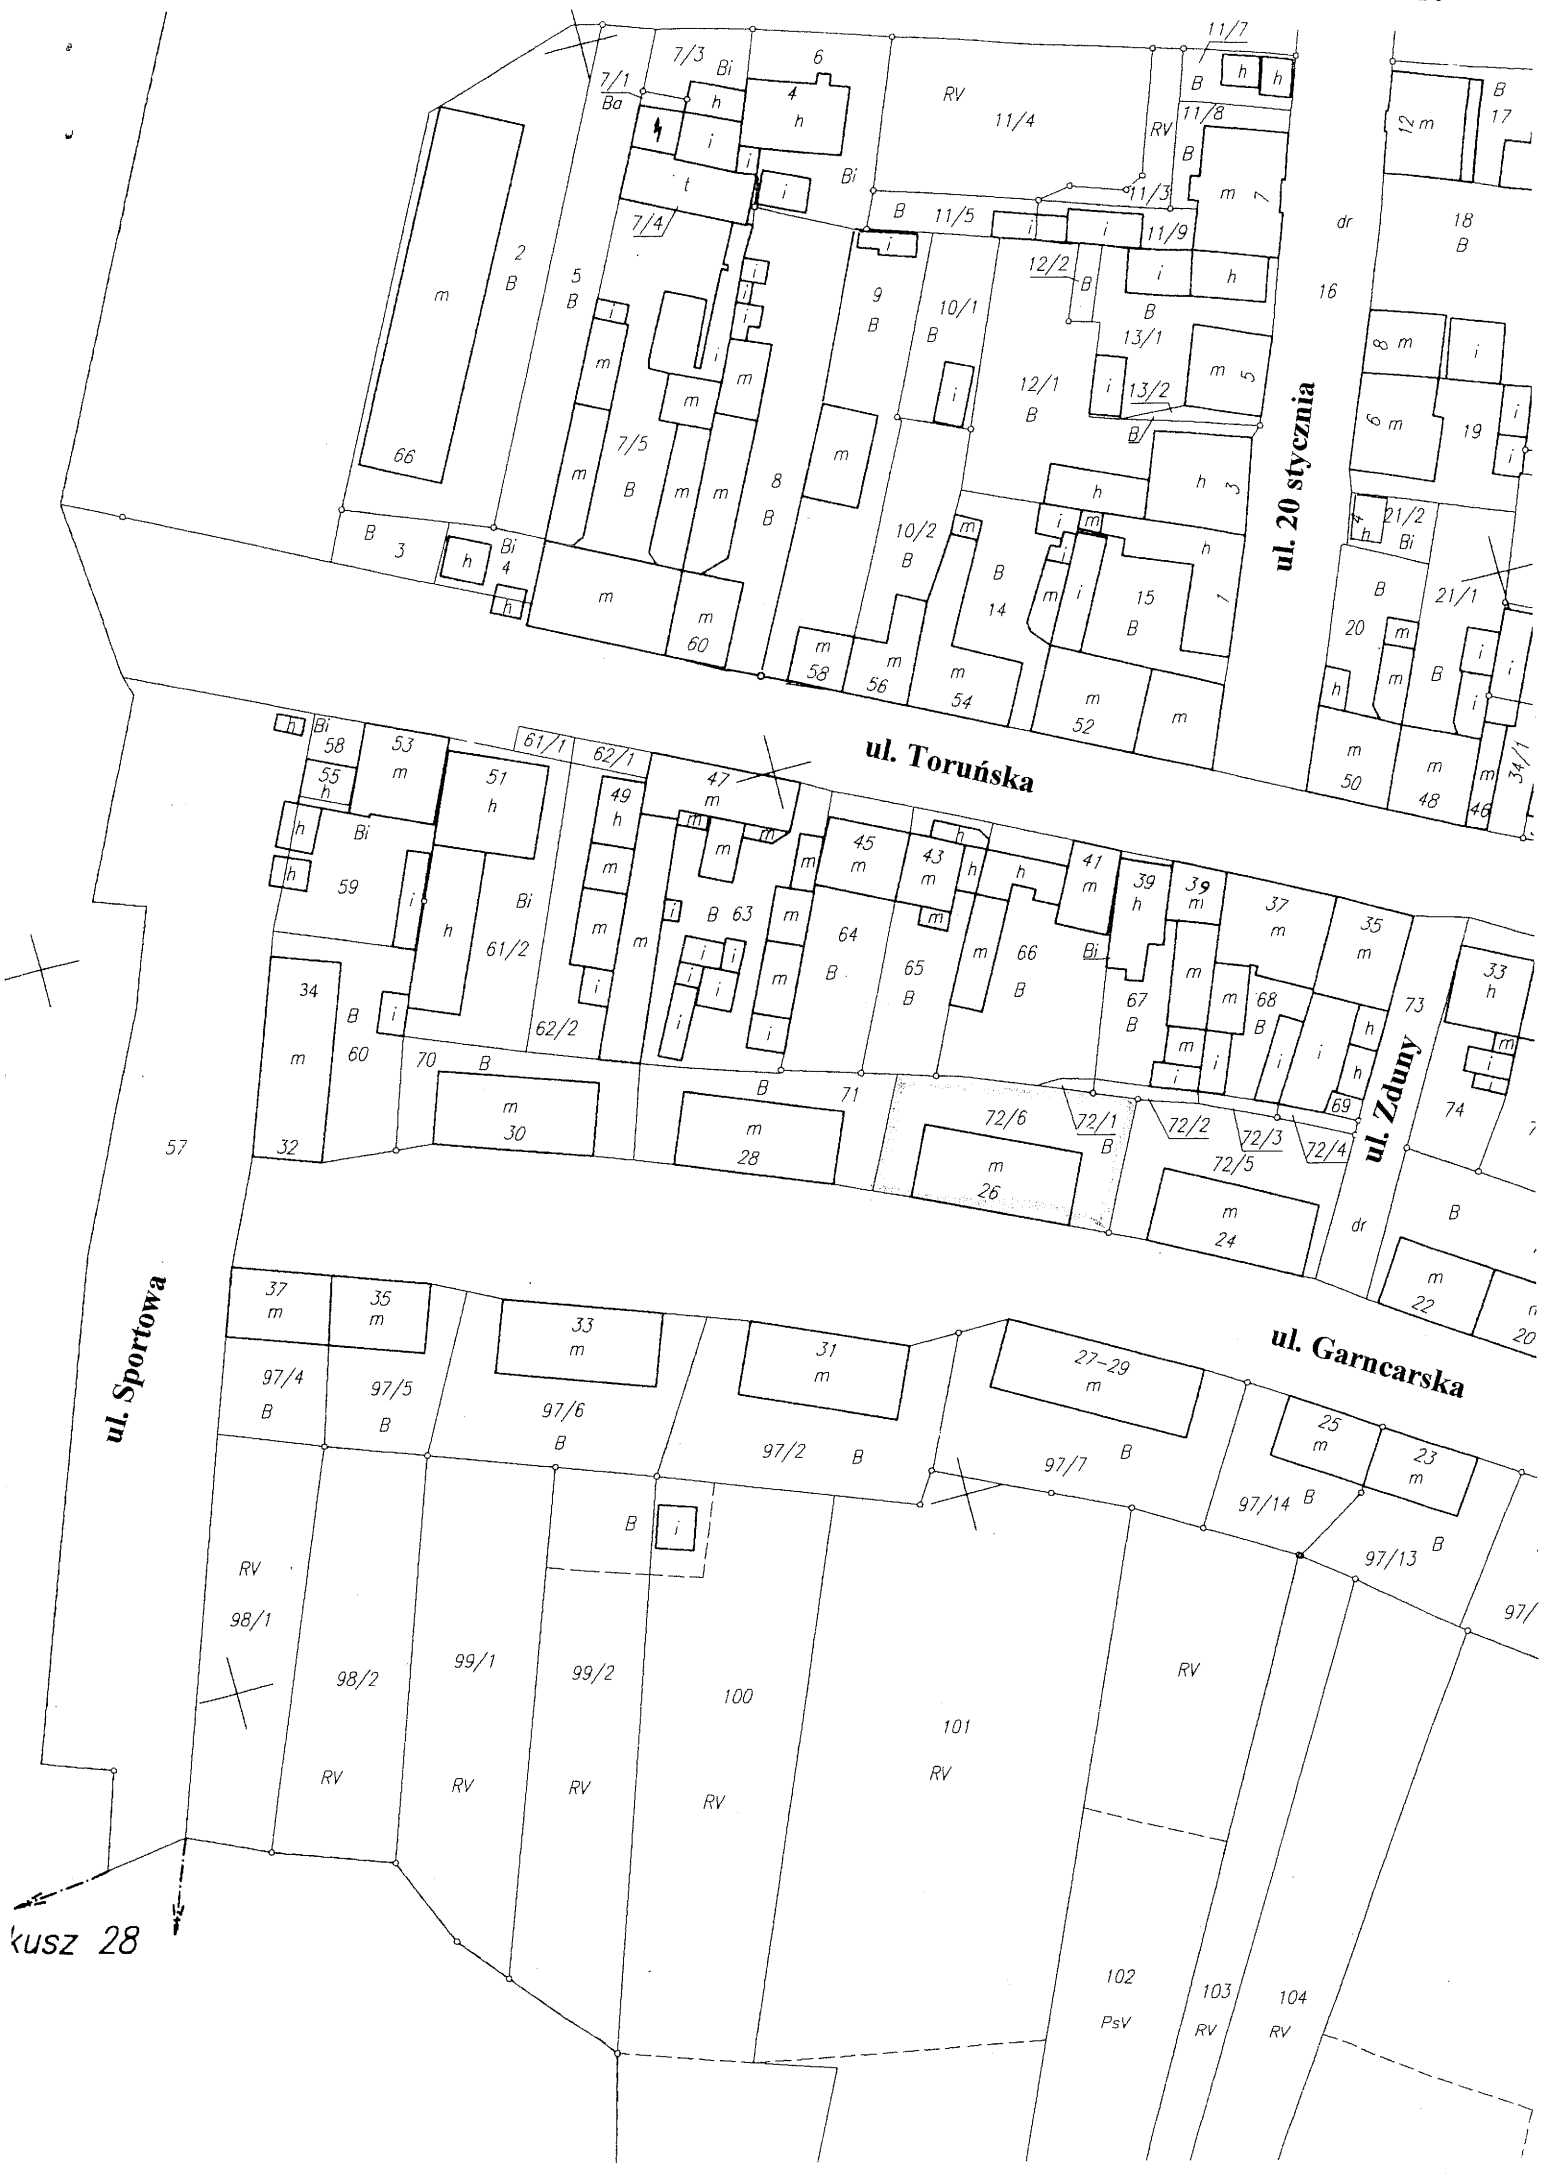 11/7
7/3
Bi
6
7/1
Ba
h
4
h
RV
11/4
B
h
h
B
17
12
m
11/8
RV
B
i
i
t
i
Bi
7/4
m
7
11/3
B
11/5
i
i
11/9
dr
18
B
2
B
5
B
m
i
i
i
i
i
9
B
10/1
B
12/2
B
i
h
B
13/1
16
8
m
i
i
m
m
m
m
i
12/1
B
i
13/2
B
m
5
6
m
19
i
i
66
7/5
B
m
m
m
8
B
m
h
h
3
ul. 20 stycznia
B
3
Bi
4
h
h
10/2
B
m
i
m
i
m
i
h
1
B
14
15
B
4
h
21/2
Bi
B
20
21/1
B
m
m
h
i
i
i
m
m
60
m
58
m
56
m
54
m
52
m
m
50
m
48
m
46
34/1
ul. Toruńska
h
Bi
58
55
h
53
m
51
h
61/1
62/1
49
h
47
m
m
m
m
m
45
m
43
m
h
h
h
41
m
39
h
39
m
37
m
35
m
33
h
h
h
Bi
59
i
h
Bi
61/2
m
m
i
m
i
B 63
i
i
i
i
i
m
m
i
64
B
m
65
B
m
66
B
Bi
67
B
m
m
i
m
i
68
B
i
i
h
h
69
73
m
i
i
74
34
m
32
B
60
i
62/2
70
B
m
30
B
71
m
28
72/6
B
m
26
72/1
72/2
72/3
72/4
72/5
m
24
ul. Zduny
dr
B
m
22
20
57
ul. Sportowa
37
m
35
m
33
m
31
m
27-29
m
25
m
23
m
ul. Garncarska
97/4
B
97/5
B
97/6
B
97/2
B
97/7
B
97/14
B
97/13
B
97/
B
i
RV
98/1
98/2
RV
99/1
RV
99/2
RV
100
RV
101
RV
RV
102
PsV
103
RV
104
RV
kusz 28